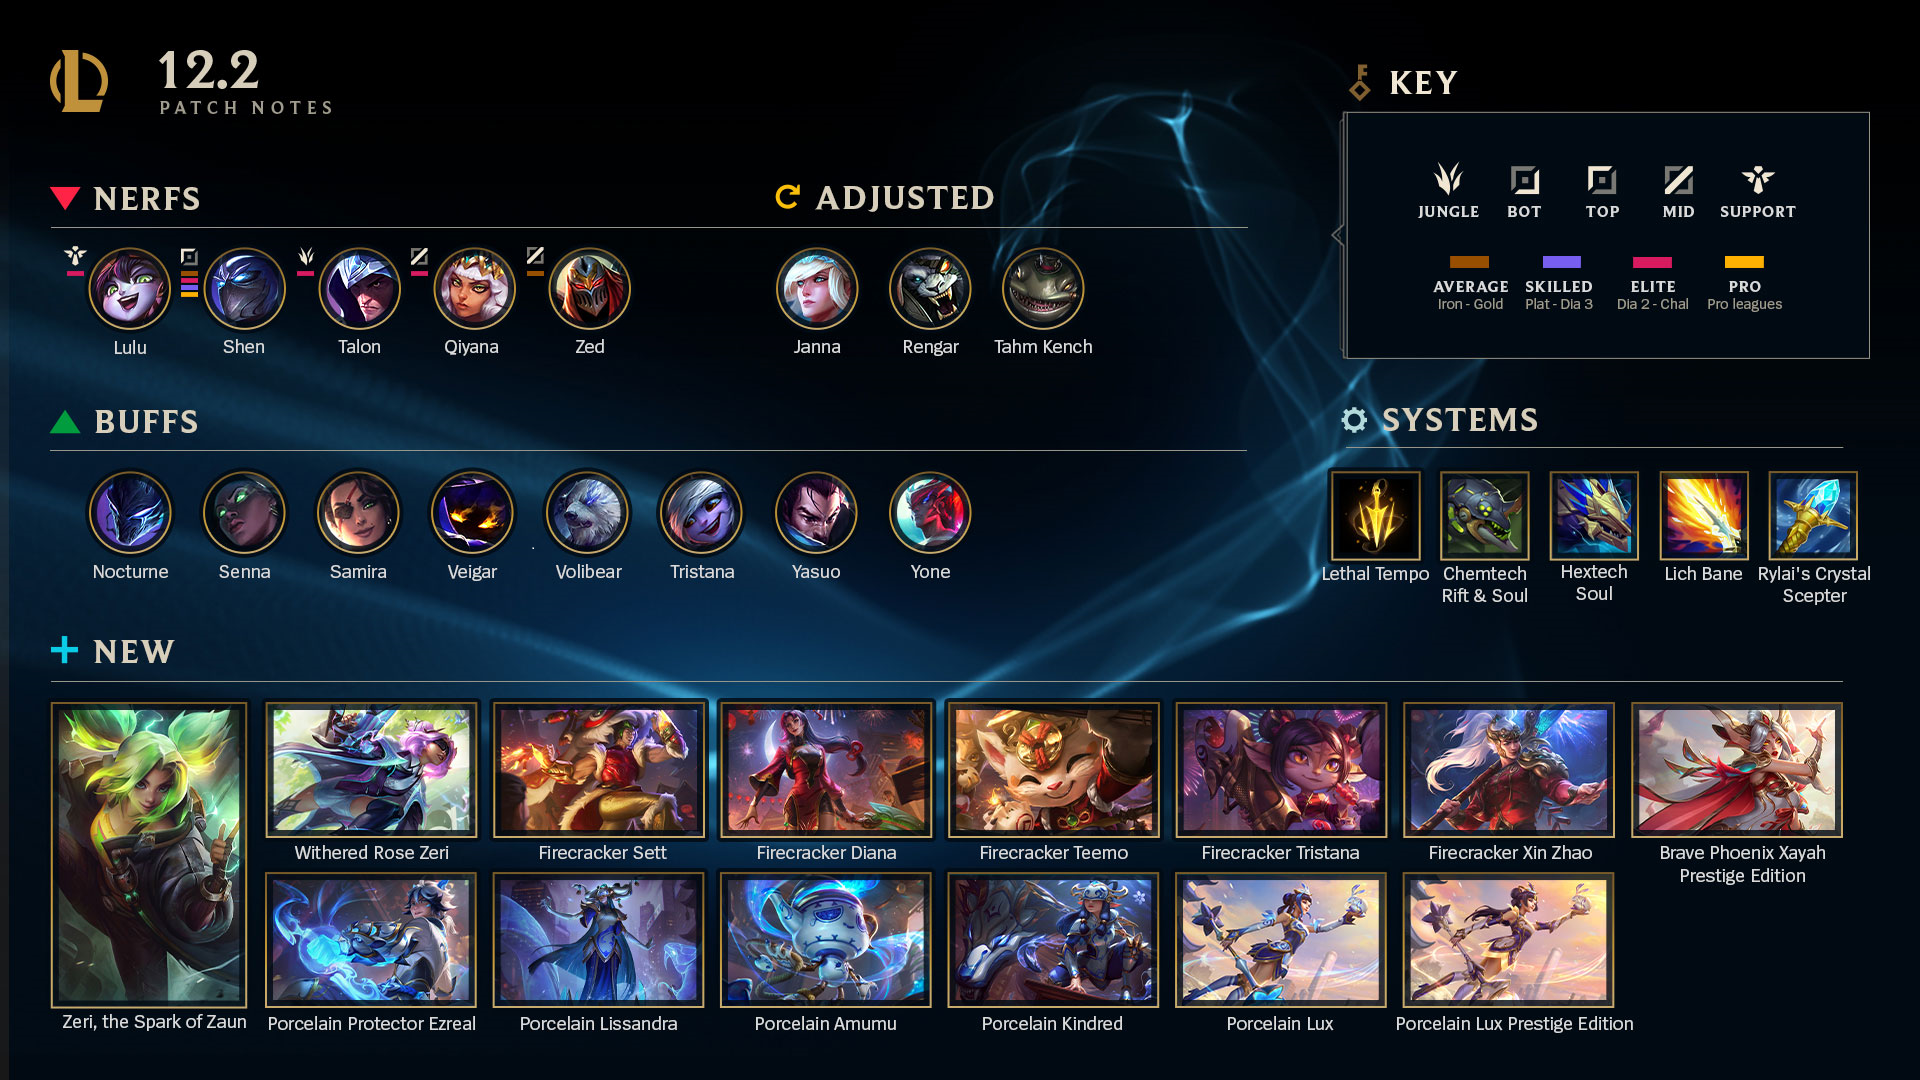 12.2
PATCH NOTES
KEY
JUNGLE BOT TOP MID SUPPORT
AVERAGE SKILLED ELITE PRO
Iron - Gold Plat - Dia 3 Dia 2 - Chal Pro leagues
NERFS
Lulu Shen Talon Qiyana Zed
ADJUSTED
Janna Rengar Tahm Kench
BUFFS
Nocturne Senna Samira Veigar Volibear Tristana Yasuo Yone
SYSTEMS
Lethal Tempo
Chemtech
Rift & Soul
Hextech
Soul
Lich Bane
Rylai's Crystal
Scepter
NEW
Zeri, the Spark of Zaun
Withered Rose Zeri
Firecracker Sett
Firecracker Diana
Firecracker Teemo
Firecracker Tristana
Firecracker Xin Zhao
Brave Phoenix Xayah
Prestige Edition
Porcelain Protector Ezreal
Porcelain Lissandra
Porcelain Amumu
Porcelain Kindred
Porcelain Lux
Porcelain Lux Prestige Edition